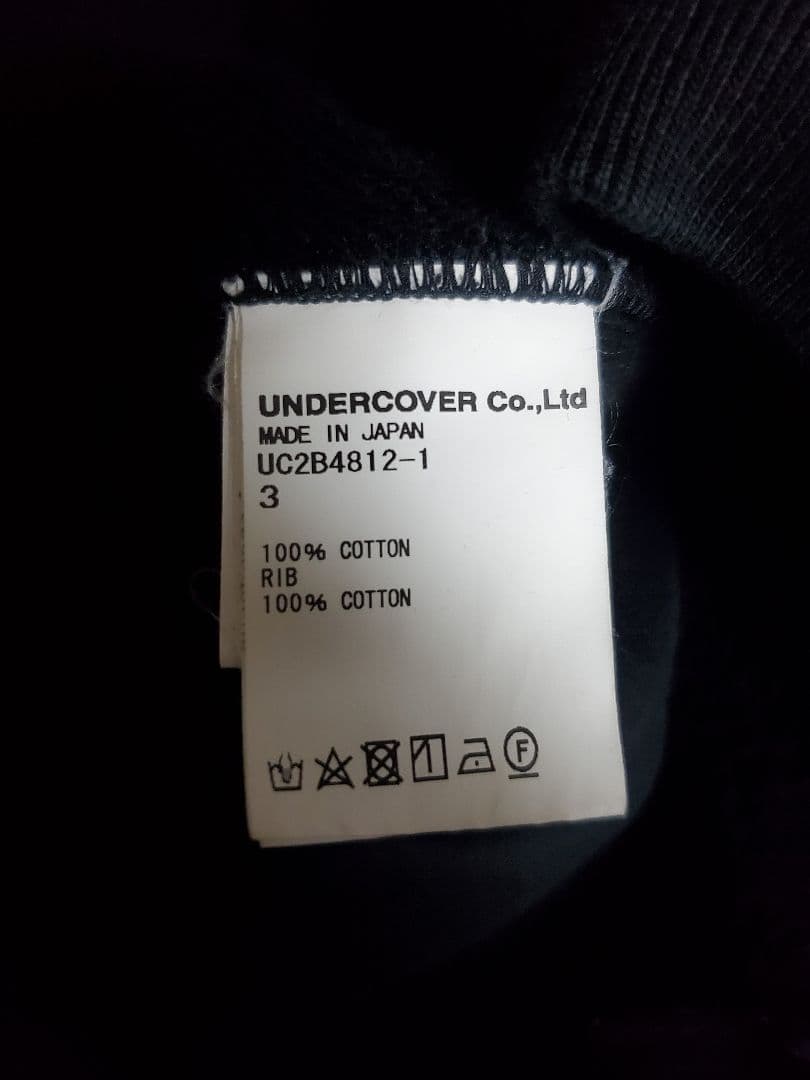 UNDERCOVER Co.,Ltd
MADE IN JAPAN
UC2B4812-1
3
100% COTTON
RIB
100% COTTON
F